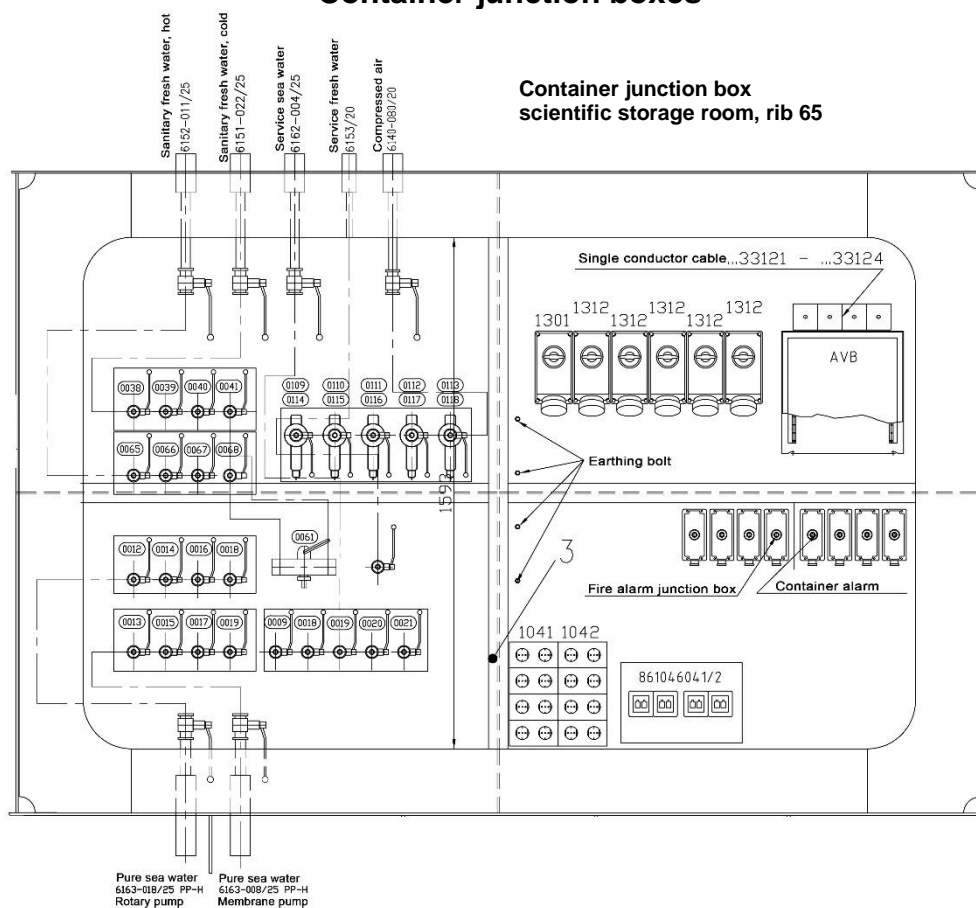 Container junction boxes
Container junction box
scientific storage room, rib 65
Sanitary fresh water, hot
6152-011/25
Sanitary fresh water, cold
6151-022/25
Service sea water
6162-004/25
Service fresh water
6153/20
Compressed air
6140-080/20
Single conductor cable...33121 - ...33124
1301 1312 1312 1312 1312 1312
AVB
0038 0039 0040 0041
0109 0110 0111 0112 0113
0114 0115 0116 0117 0118
0065 0066 0067 0068
Earthing bolt
1592
0061
3
0012 0014 0016 0018
Fire alarm junction box
Container alarm
0013 0015 0017 0019
0009 0018 0019 0020 0021
1041 1042
861046041/2
Pure sea water
6163-018/25 PP-H
Rotary pump
Pure sea water
6163-008/25 PP-H
Membrane pump